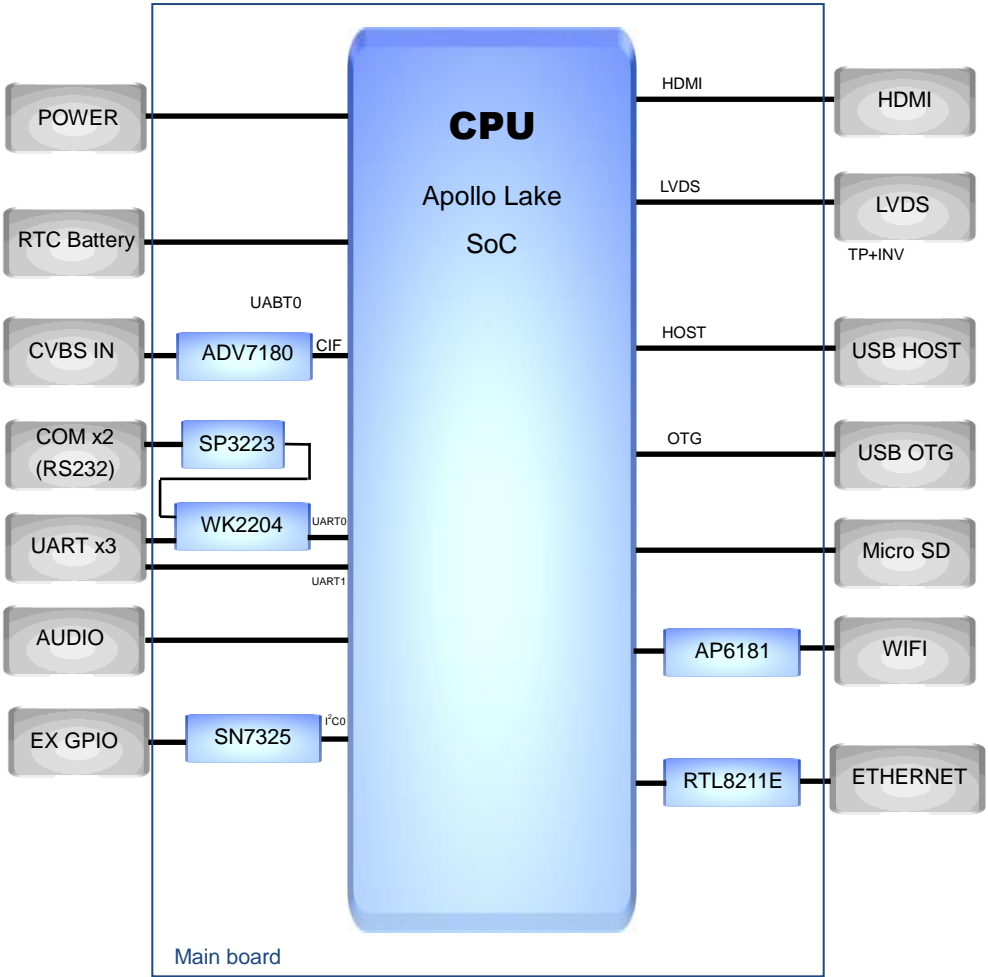 CPU
Apollo Lake
SoC
POWER
RTC Battery
UABT0
CVBS IN
ADV7180
CIF
COM x2
(RS232)
SP3223
WK2204
UART0
UART x3
UART1
AUDIO
EX GPIO
SN7325
I²C0
HDMI
HDMI
LVDS
LVDS
TP+INV
HOST
USB HOST
OTG
USB OTG
Micro SD
AP6181
WIFI
RTL8211E
ETHERNET
Main board